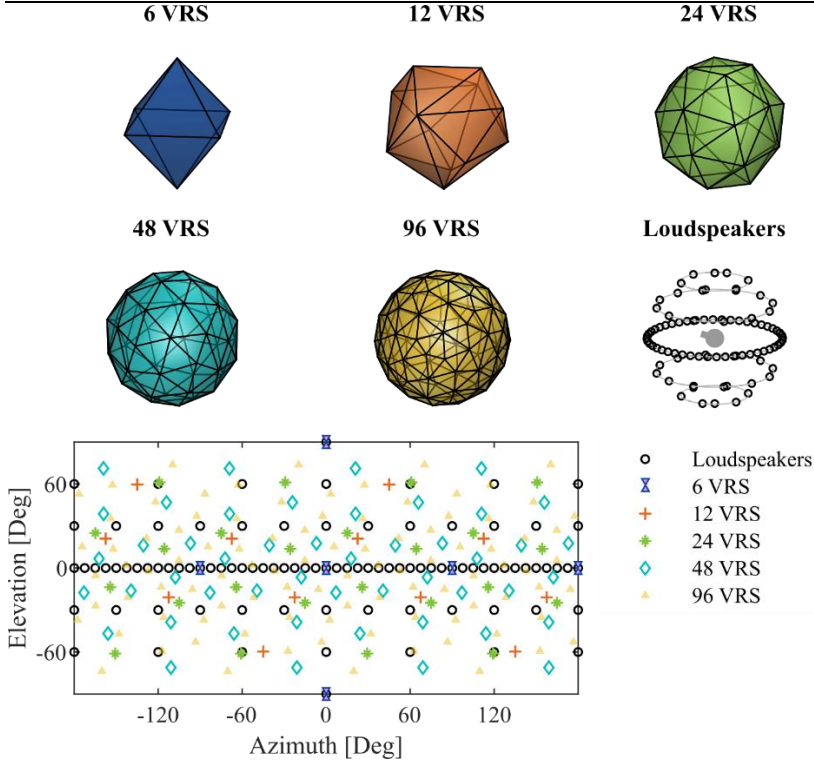 6 VRS
12 VRS
24 VRS
48 VRS
96 VRS
Loudspeakers
Elevation [Deg]
60
0
-60
-120
-60
0
60
120
Azimuth [Deg]
Loudspeakers
6 VRS
12 VRS
24 VRS
48 VRS
96 VRS